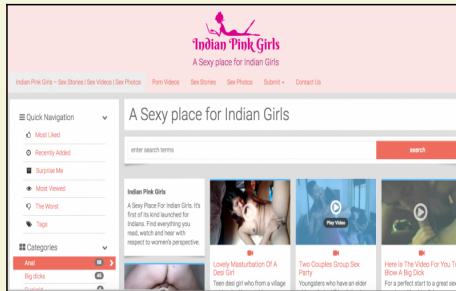 Indian Pink Girls
A Sexy place for Indian Girls
Indian Pink Girls – Sex Stories | Sex Videos | Sex Photos
Porn Videos
Sex Stories
Sex Photos
Submit
Contact Us
Quick Navigation
Most Liked
Recently Added
Surprise Me
Most Viewed
The Worst
Tags
Categories
Anal
Big dicks
A Sexy place for Indian Girls
enter search terms
search
Indian Pink Girls
A Sexy Place For Indian Girls. It's
first of its kind launched for
Indians. Find everything you
read, watch and hear with
respect to women's perspective.
Lovely Masturbation Of A
Desi Girl
Teen desi girl who from a village
Play Video
Two Couples Group Sex
Party
Youngsters who have an elder
Here Is The Video For You To
Blow A Big Dick
For a perfect start to a great sex